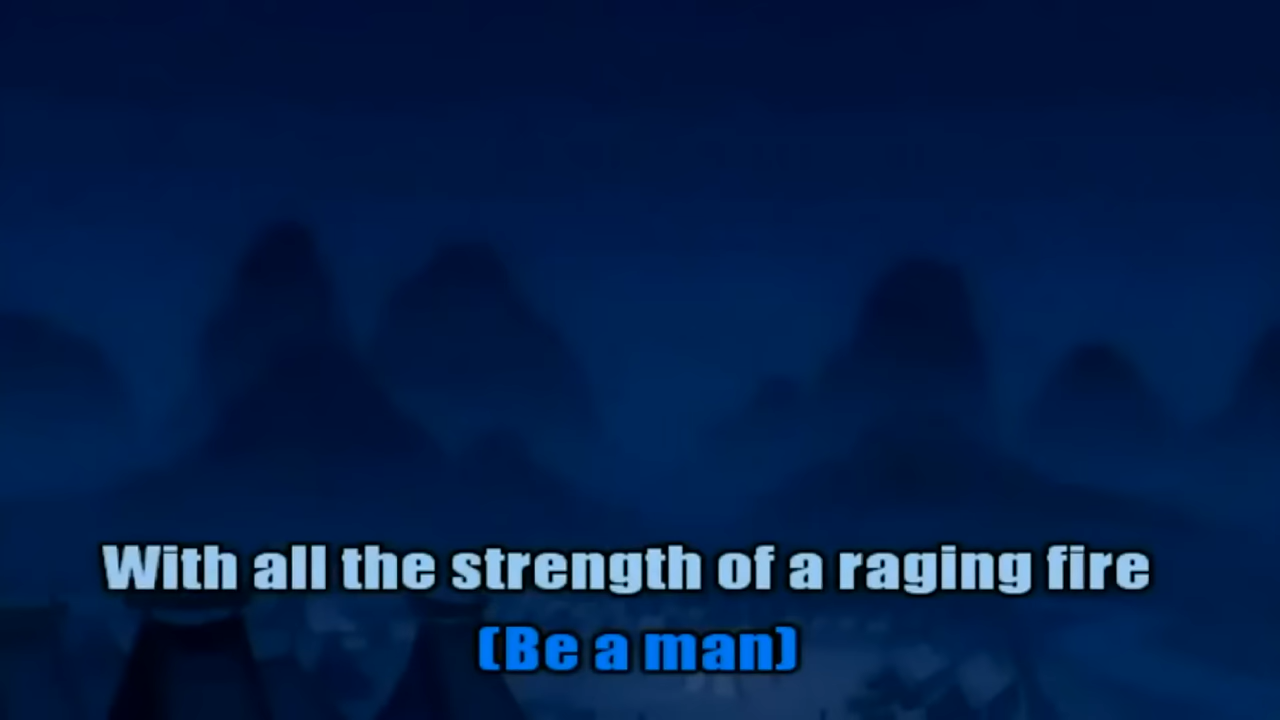 With all the strength of a raging fire
(Be a man)